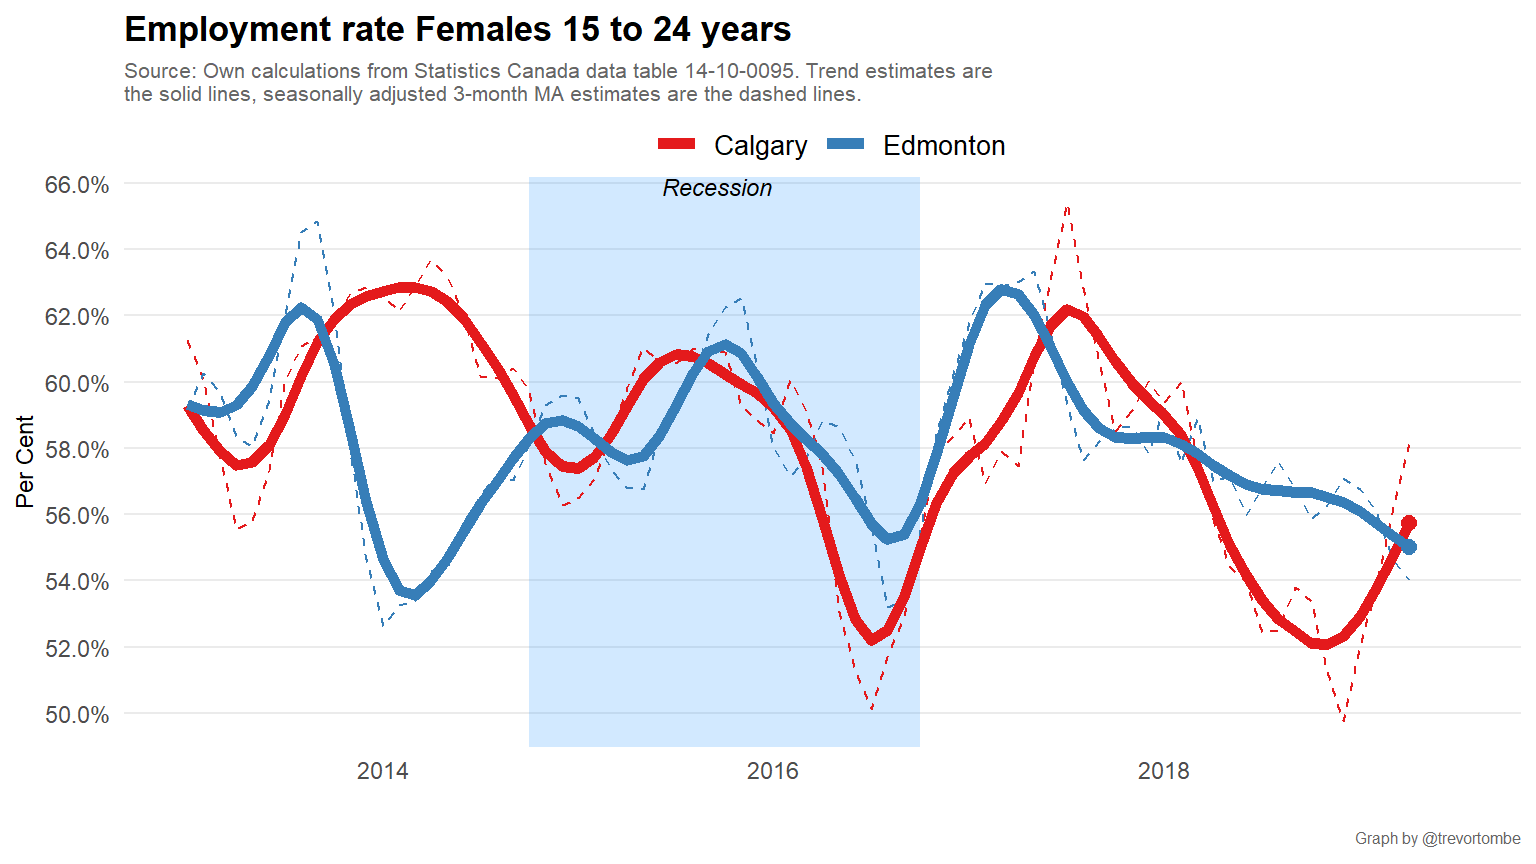 Employment rate Females 15 to 24 years
Source: Own calculations from Statistics Canada data table 14-10-0095. Trend estimates are
the solid lines, seasonally adjusted 3-month MA estimates are the dashed lines.
Calgary Edmonton
Recession
66.0%
64.0%
62.0%
60.0%
58.0%
56.0%
54.0%
52.0%
50.0%
Per Cent
2014 2016 2018
Graph by @trevortombe